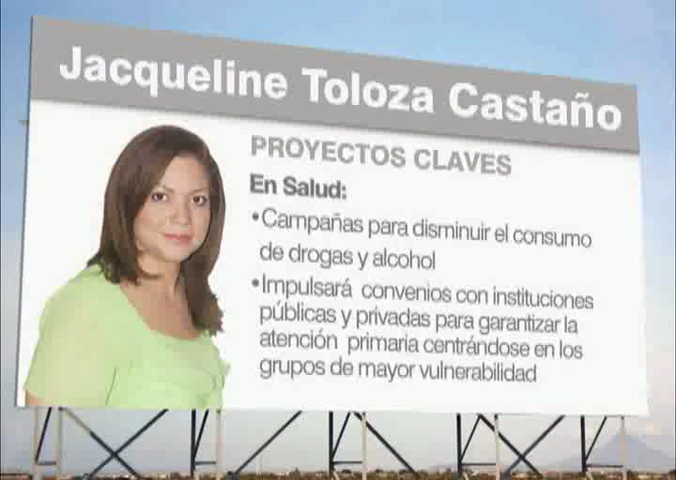 Jacqueline Toloza Castaño
PROYECTOS CLAVES
En Salud:
•Campañas para disminuir el consumo
de drogas y alcohol
•Impulsará convenios con instituciones
públicas y privadas para garantizar la
atención primaria centrándose en los
grupos de mayor vulnerabilidad